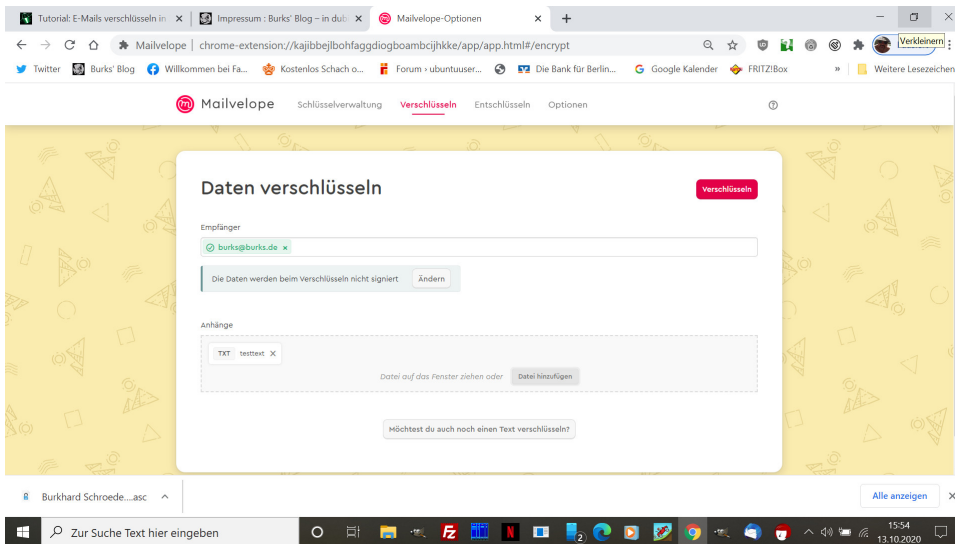 Tutorial: E-Mails verschlüsseln in
Impressum : Burks' Blog – in dub
Mailvelope-Optionen
Verkleinern
Mailvelope
chrome-extension://kajibbejlbohfaggdiogboambcijhkke/app/app.html#/encrypt
Twitter
Burks' Blog
Willkommen bei Fa...
Kostenlos Schach o...
Forum › ubuntuuser...
Die Bank für Berlin...
Google Kalender
FRITZ!Box
»
Weitere Lesezeichen
Mailvelope
Schlüsselverwaltung
Verschlüsseln
Entschlüsseln
Optionen
Daten verschlüsseln
Verschlüsseln
Empfänger
burks@burks.de
Die Daten werden beim Verschlüsseln nicht signiert
Ändern
Anhänge
TXT testtext
Datei auf das Fenster ziehen oder
Datei hinzufügen
Möchtest du auch noch einen Text verschlüsseln?
Burkhard Schroede....asc
Alle anzeigen
Zur Suche Text hier eingeben
15:54
13.10.2020